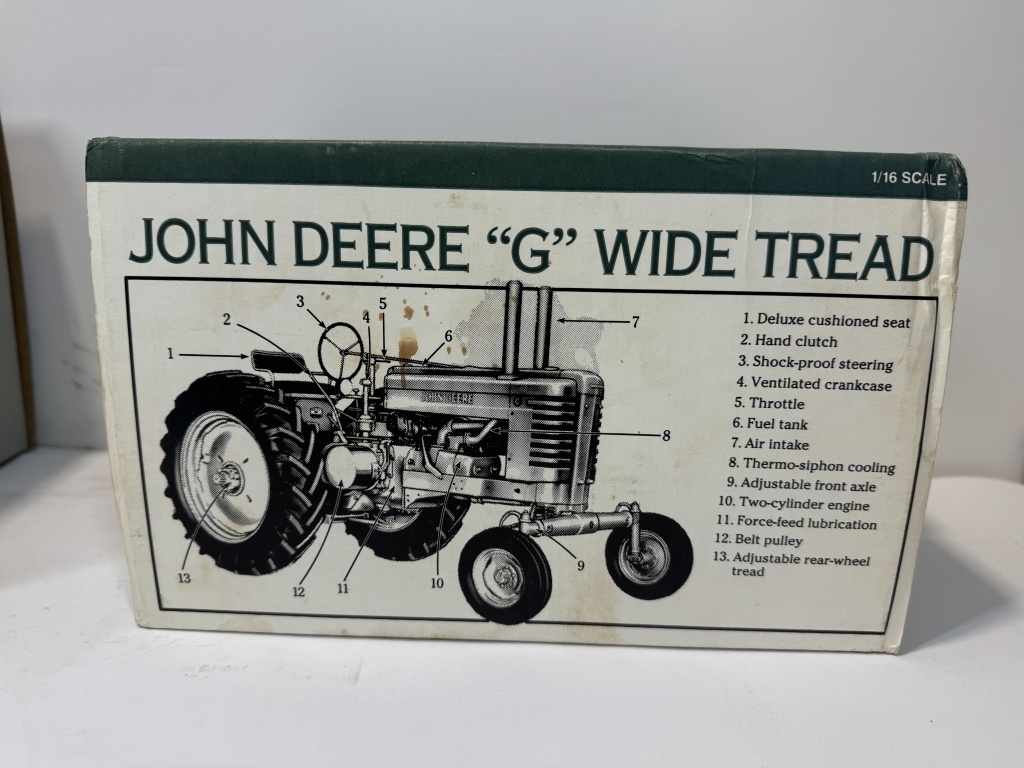 1/16 SCALE
JOHN DEERE “G” WIDE TREAD
1
2
3
4
5
6
7
8
9
10
11
12
13
JOHN DEERE
G
1. Deluxe cushioned seat
2. Hand clutch
3. Shock-proof steering
4. Ventilated crankcase
5. Throttle
6. Fuel tank
7. Air intake
8. Thermo-siphon cooling
9. Adjustable front axle
10. Two-cylinder engine
11. Force-feed lubrication
12. Belt pulley
13. Adjustable rear-wheel
tread